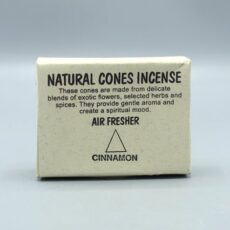 NATURAL CONES INCENSE
These cones are made from delicate
blends of exotic flowers, selected herbs and
spices. They provide gentle aroma and
create a spiritual mood.
AIR FRESHER
CINNAMON